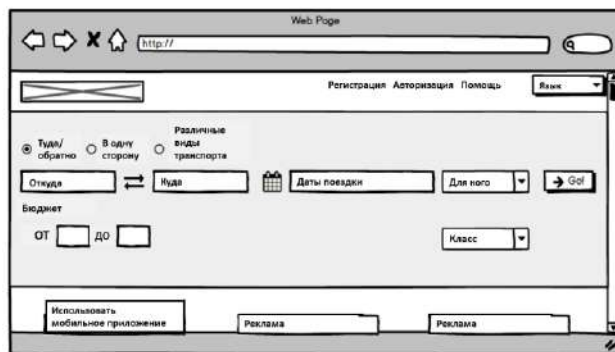 Web Page
http://
Регистрация Авторизация Помощь Язык
Туда/
обратно
В одну
сторону
Различные
виды
транспорта
Откуда
Куда
Даты поездки
Для кого
Go!
Бюджет
ОТ
ДО
Класс
Использовать
мобильное приложение
Реклама
Реклама